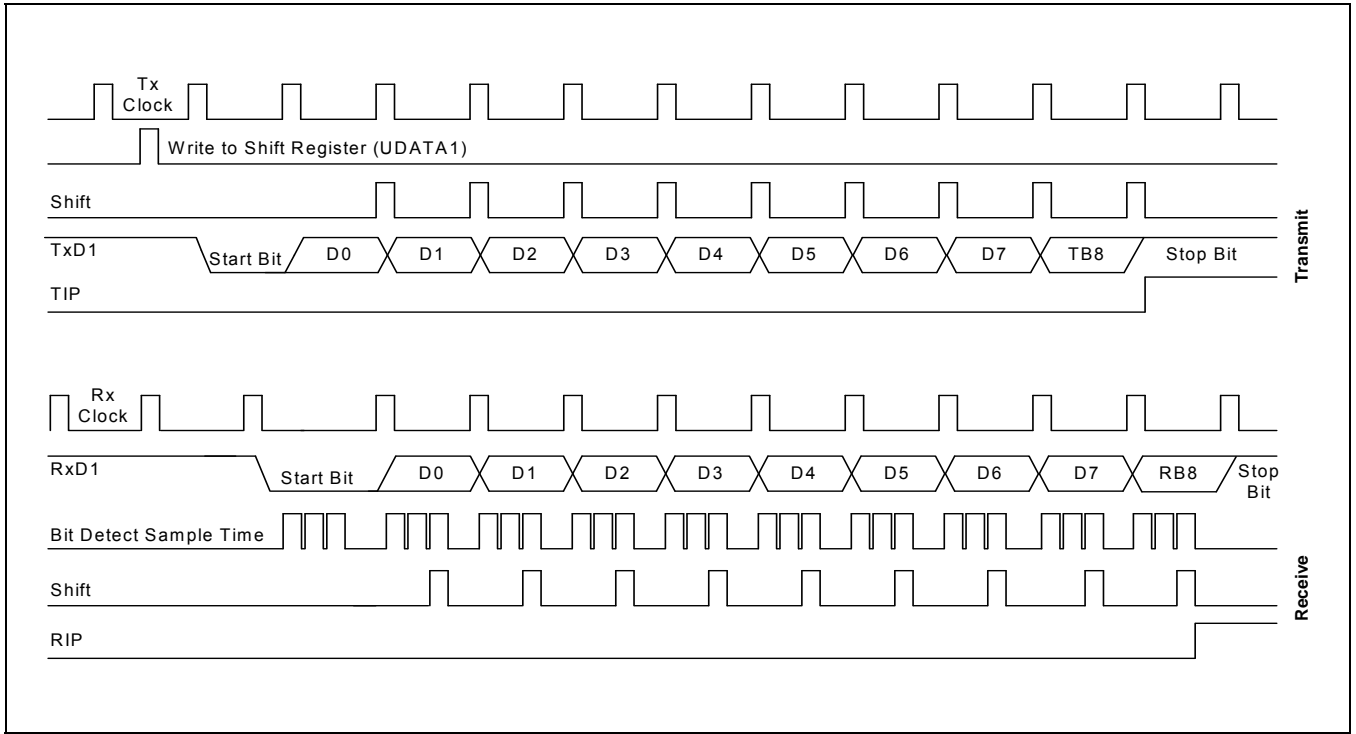 Tx
Clock
Write to Shift Register (UDATA1)
Shift
TxD1
Start Bit
D0
D1
D2
D3
D4
D5
D6
D7
TB8
Stop Bit
TIP
Transmit
Rx
Clock
RxD1
Start Bit
D0
D1
D2
D3
D4
D5
D6
D7
RB8
Stop
Bit
Bit Detect Sample Time
Shift
RIP
Receive